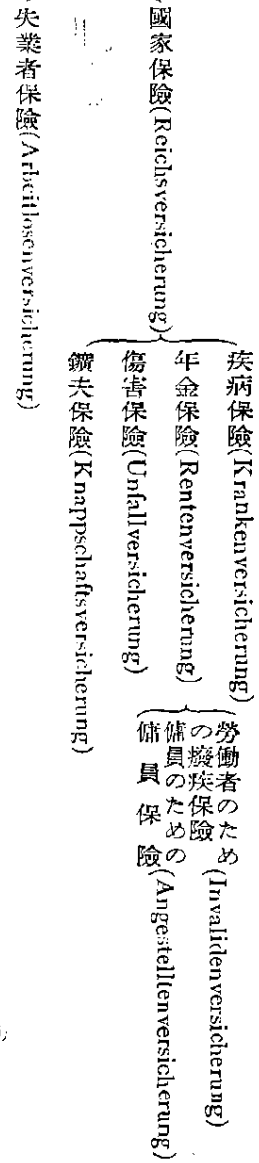 國家保險(Reichsversicherung)
疾病保險(Krankenversicherung)
年金保險(Rentenversicherung)
勞働者のため
の癈疾保險
(Invalidenversicherung)
傭員のための
傭員保險
(Angestelltenversicherung)
傷害保險(Unfallversicherung)
鑛夫保險(Knappschaftsversicherung)
失業者保險(Arbeitlosenversicherung)